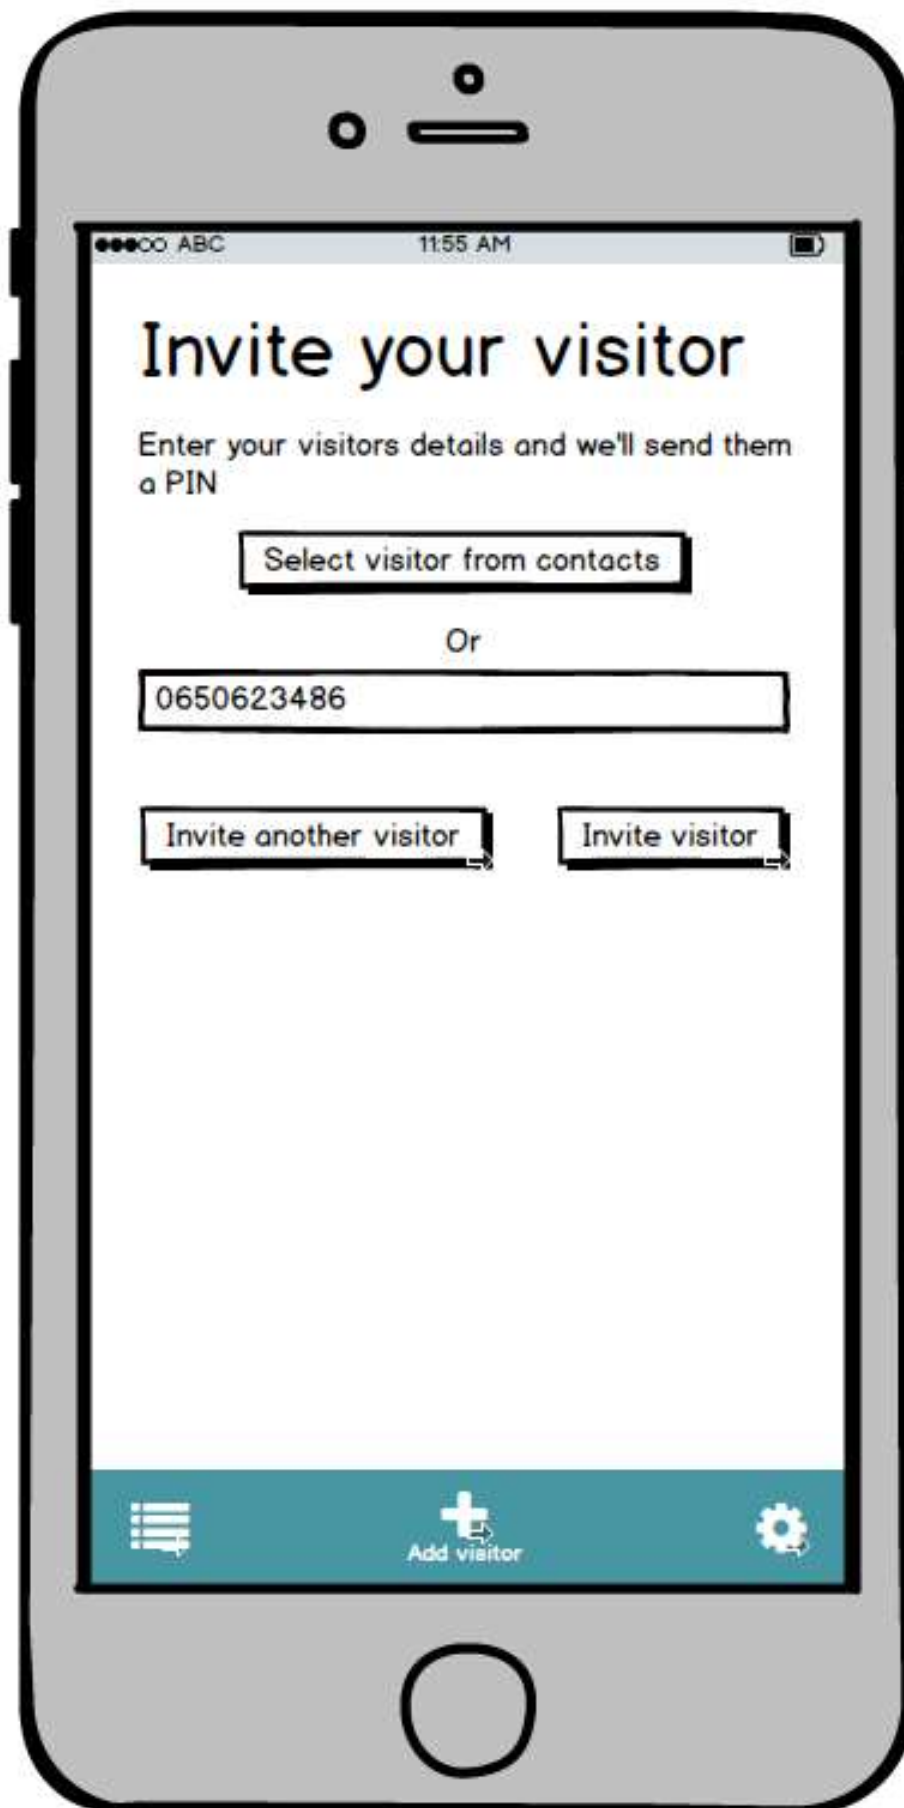 ABC 11:55 AM
Invite your visitor
Enter your visitors details and we'll send them
a PIN
Select visitor from contacts
Or
0650623486
Invite another visitor Invite visitor
Add visitor